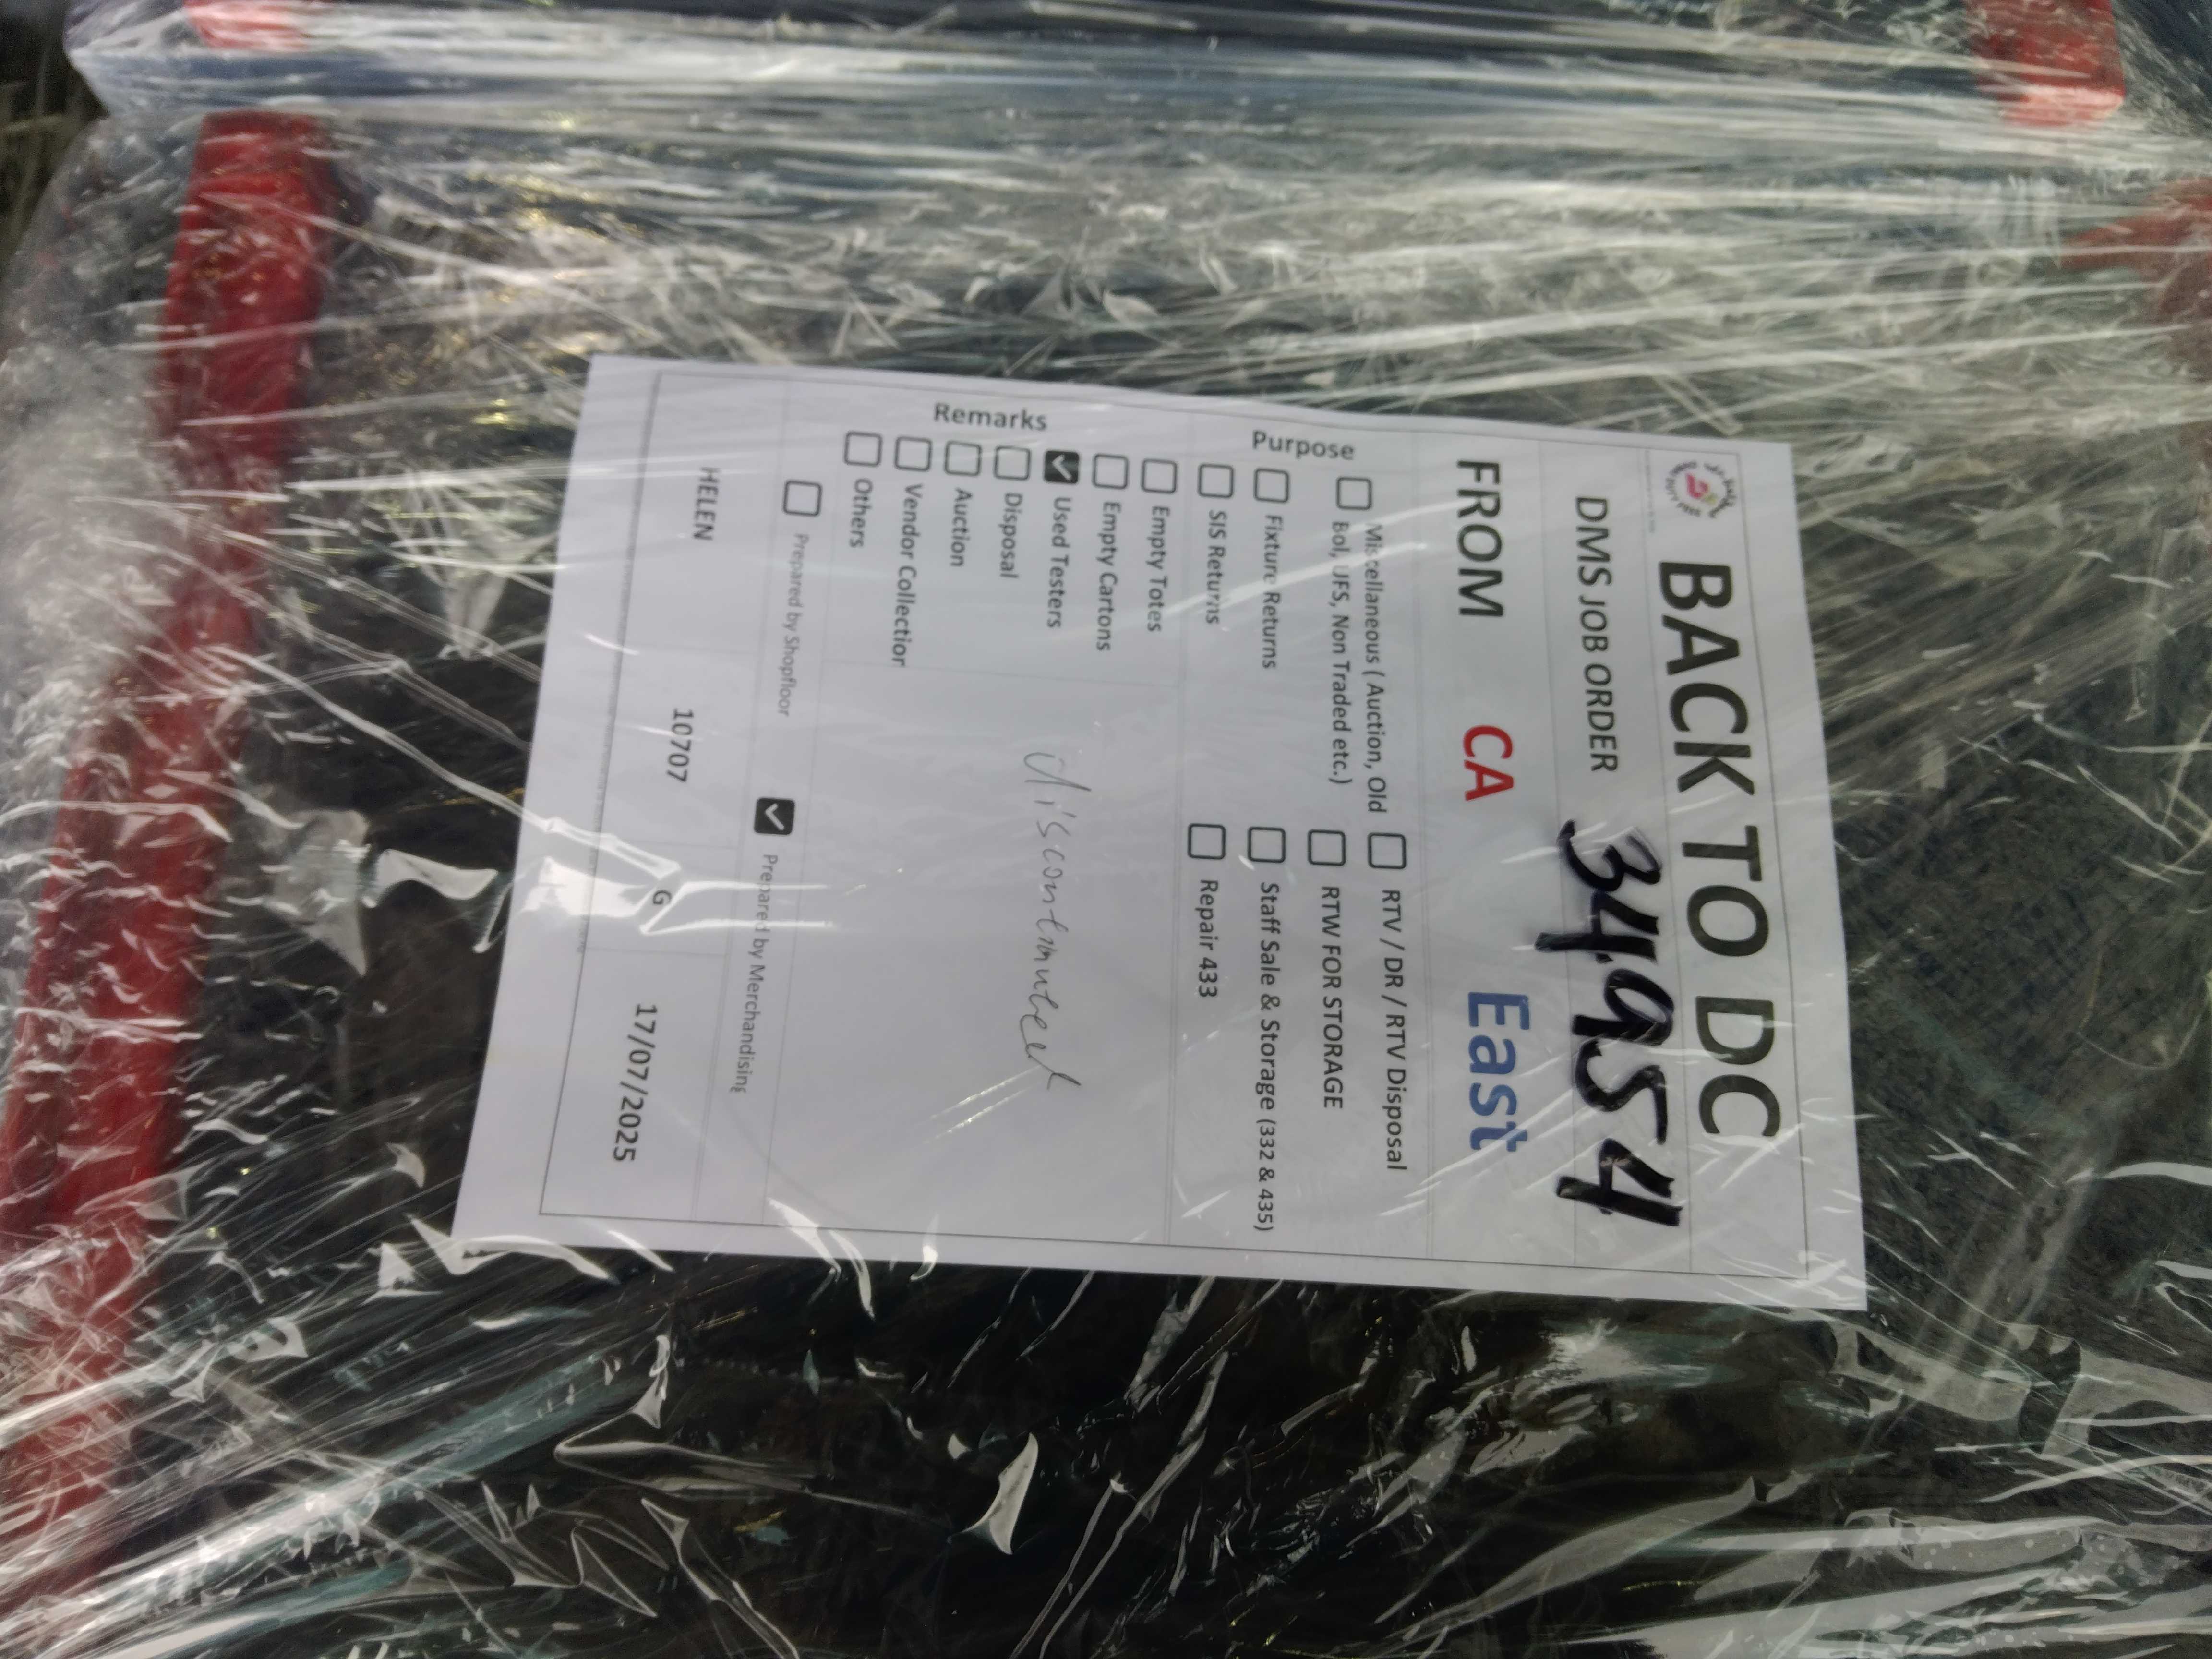 BACK TO DC
DMS JOB ORDER 34954
FROM CA East
Purpose
Miscellaneous ( Auction, Old
Bol, UFS, Non Traded etc.)
Fixture Returns
SIS Returns
RTV / DR / RTV Disposal
RTW FOR STORAGE
Staff Sale & Storage (332 & 435)
Repair 433
Remarks
Empty Totes
Empty Cartons
Used Testers
Disposal
Auction
Vendor Collection
Others
discontinued
Prepared by Shopfloor
Prepared by Merchandising
HELEN 10707 G 17/07/2025